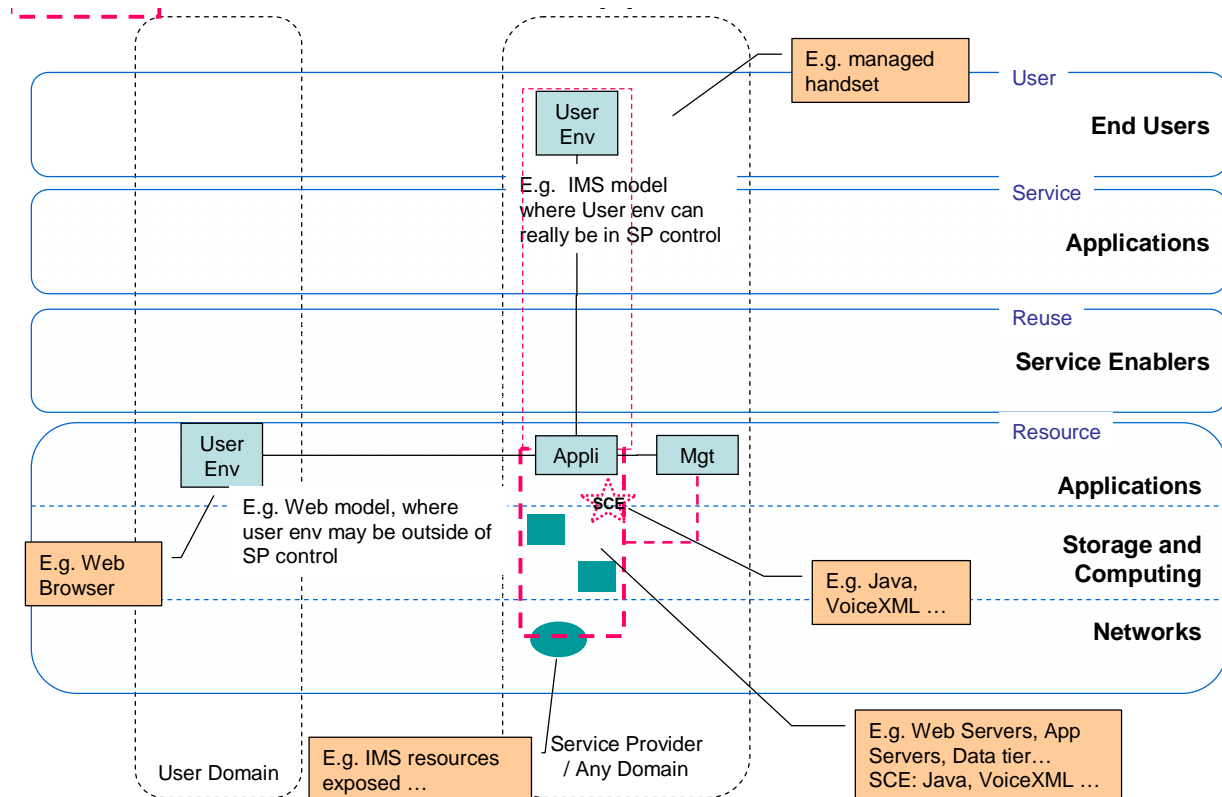 E.g. managed
handset
User
End Users
User
Env
E.g. IMS model
where User env can
really be in SP control
Service
Applications
Reuse
Service Enablers
Resource
User
Env
Appli
Mgt
Applications
SCE
E.g. Web model, where
user env may be outside of
SP control
Storage and
Computing
E.g. Web
Browser
E.g. Java,
VoiceXML …
Networks
E.g. IMS resources
exposed …
Service Provider
/ Any Domain
E.g. Web Servers, App
Servers, Data tier…
SCE: Java, VoiceXML …
User Domain